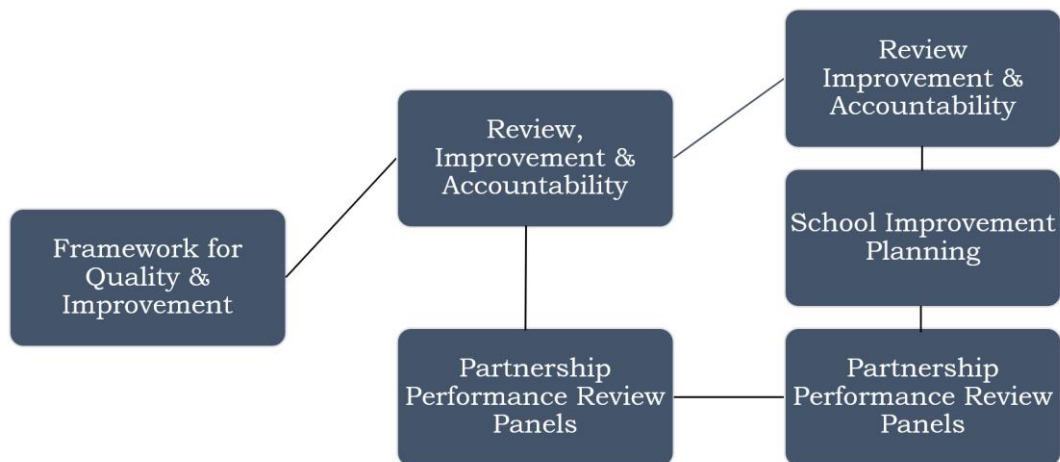 Framework for
Quality &
Improvement
Review,
Improvement &
Accountability
Partnership
Performance Review
Panels
Review
Improvement &
Accountability
School Improvement
Planning
Partnership
Performance Review
Panels